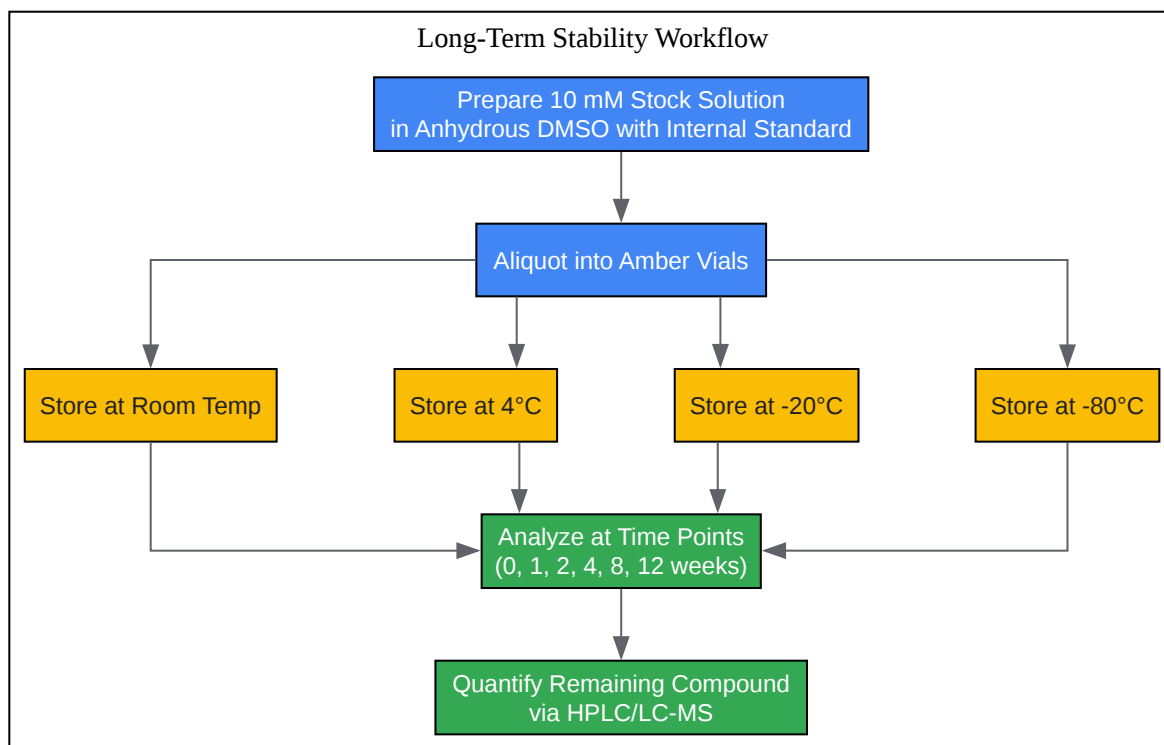 Long-Term Stability Workflow
Prepare 10 mM Stock Solution
in Anhydrous DMSO with Internal Standard
Aliquot into Amber Vials
Store at Room Temp
Store at 4°C
Store at -20°C
Store at -80°C
Analyze at Time Points
(0, 1, 2, 4, 8, 12 weeks)
Quantify Remaining Compound
via HPLC/LC-MS